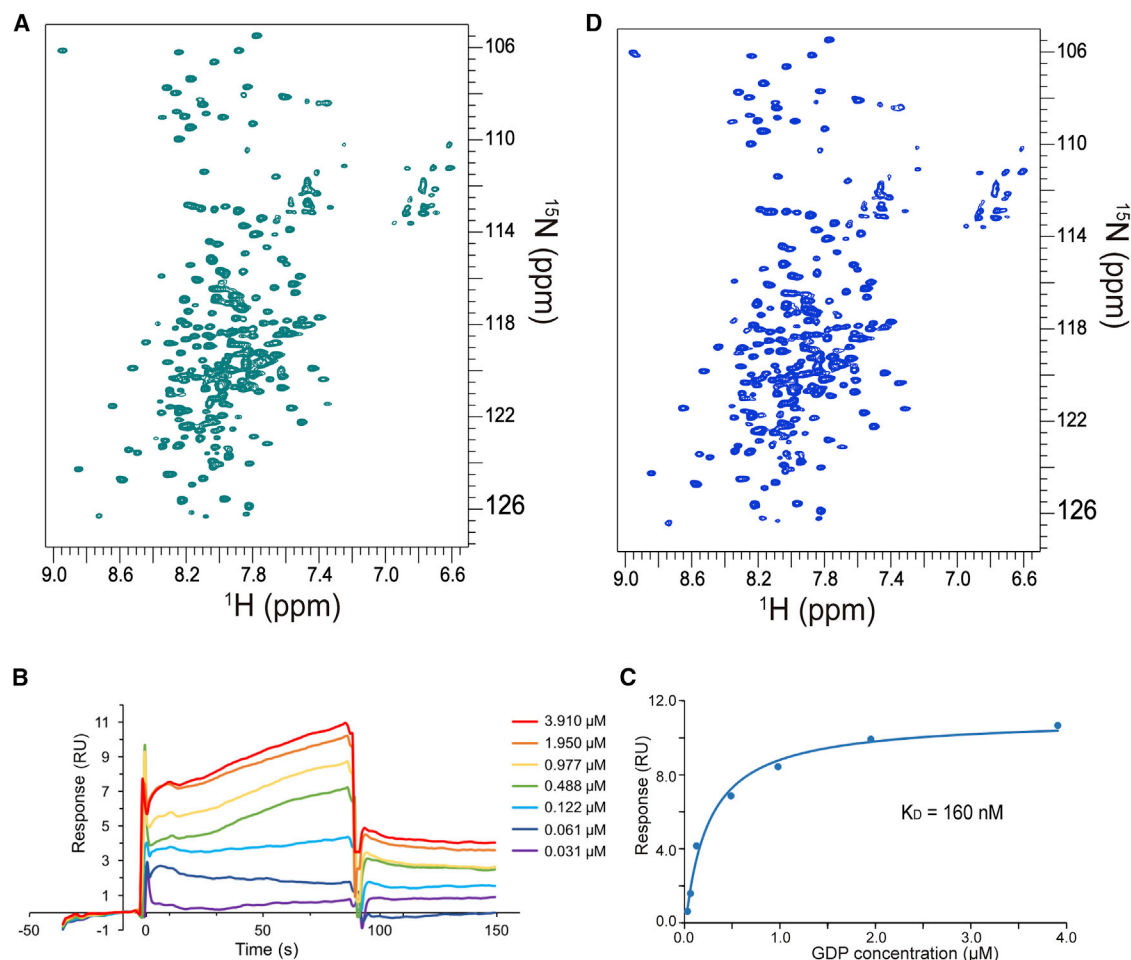 A
106
110
114
118
122
126
¹⁵N (ppm)
9.0 8.6 8.2 7.8 7.4 7.0 6.6
¹H (ppm)
D
106
110
114
118
122
126
¹⁵N (ppm)
9.0 8.6 8.2 7.8 7.4 7.0 6.6
¹H (ppm)
B
Response (RU)
11
9
7
5
3
1
-1
-50 0 50 100 150
Time (s)
3.910 µM
1.950 µM
0.977 µM
0.488 µM
0.122 µM
0.061 µM
0.031 µM
C
Response (RU)
12.0
8.0
4.0
0.0
0.0 1.0 2.0 3.0 4.0
GDP concentration (µM)
KD = 160 nM